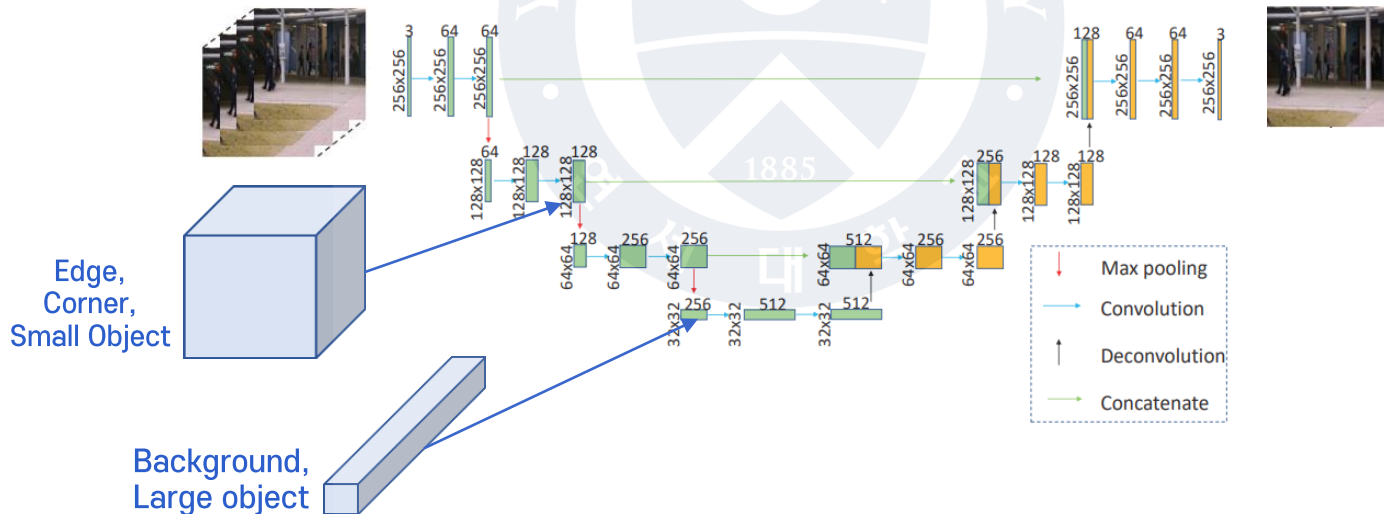 3
64
64
128
64
64
3
256x256
256x256
256x256
256x256
256x256
256x256
256x256
64
128
128
256
128
128
128x128
128x128
128x128
128x128
128x128
128x128
1885
128
256
256
512
256
256
64x64
64x64
64x64
64x64
64x64
64x64
256
512
512
32x32
32x32
32x32
Edge,
Corner,
Small Object
Background,
Large object
Max pooling
Convolution
Deconvolution
Concatenate
대